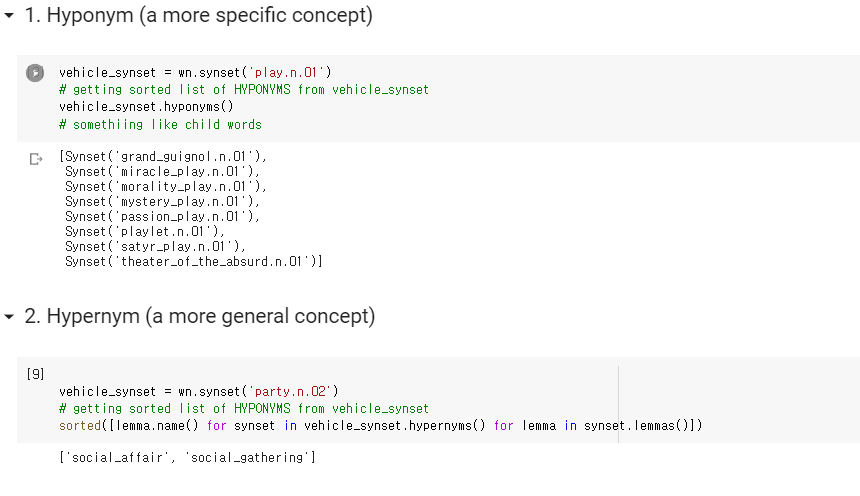 1. Hyponym (a more specific concept)
vehicle_synset = wn.synset('play.n.01')
# getting sorted list of HYPONYMS from vehicle_synset
vehicle_synset.hyponyms()
# somethiing like child words
[Synset('grand_guignol.n.01'),
Synset('miracle_play.n.01'),
Synset('morality_play.n.01'),
Synset('mystery_play.n.01'),
Synset('passion_play.n.01'),
Synset('playlet.n.01'),
Synset('satyr_play.n.01'),
Synset('theater_of_the_absurd.n.01')]
2. Hypernym (a more general concept)
[9]
vehicle_synset = wn.synset('party.n.02')
# getting sorted list of HYPONYMS from vehicle_synset
sorted([lemma.name() for synset in vehicle_synset.hypernyms() for lemma in synset.lemmas()])
['social_affair', 'social_gathering']